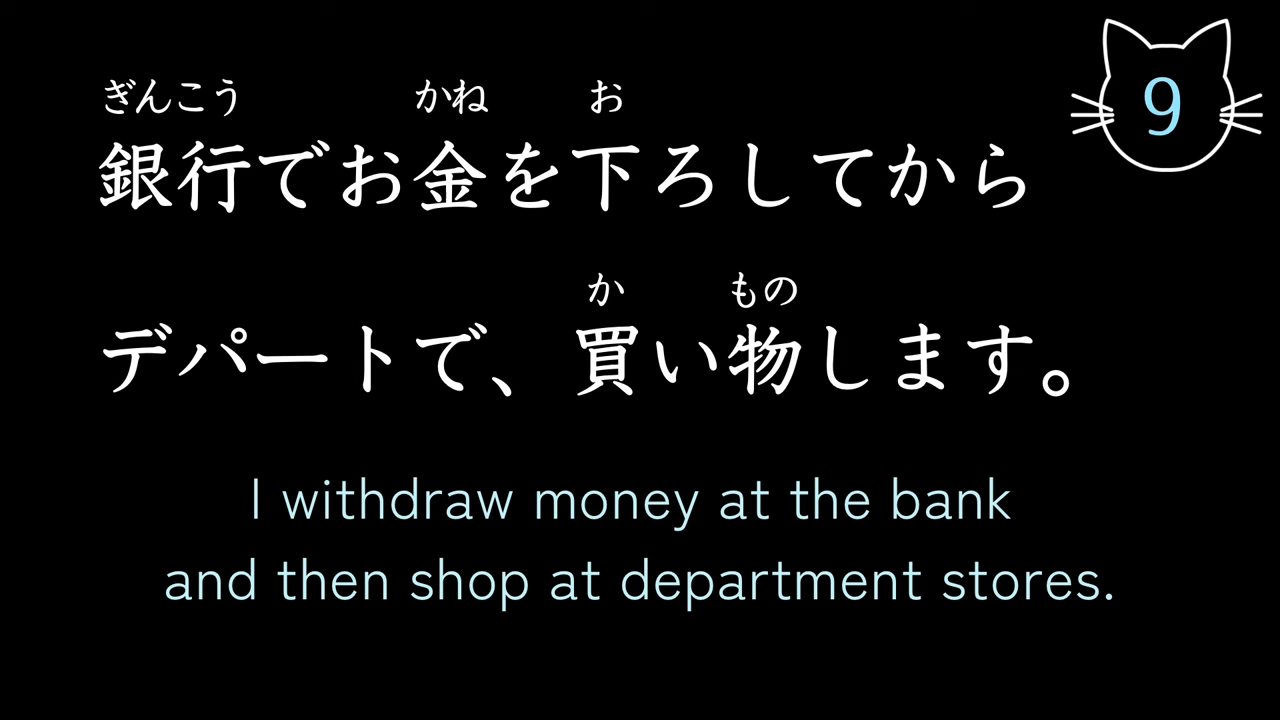 9
ぎんこう かね お
銀行でお金を下ろしてから
か もの
デパートで、買い物します。
I withdraw money at the bank
and then shop at department stores.